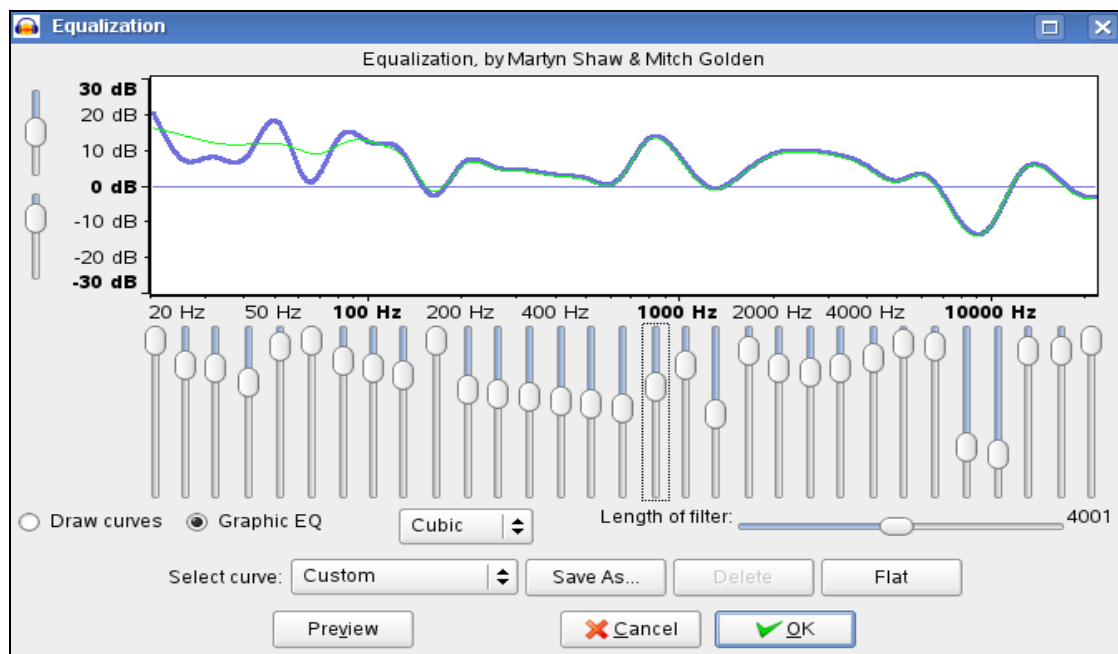 Equalization
Equalization, by Martyn Shaw & Mitch Golden
30 dB
20 dB
10 dB
0 dB
-10 dB
-20 dB
-30 dB
20 Hz 50 Hz 100 Hz 200 Hz 400 Hz 1000 Hz 2000 Hz 4000 Hz 10000 Hz
Draw curves Graphic EQ Cubic Length of filter: 4001
Select curve: Custom Save As... Delete Flat
Preview Cancel OK